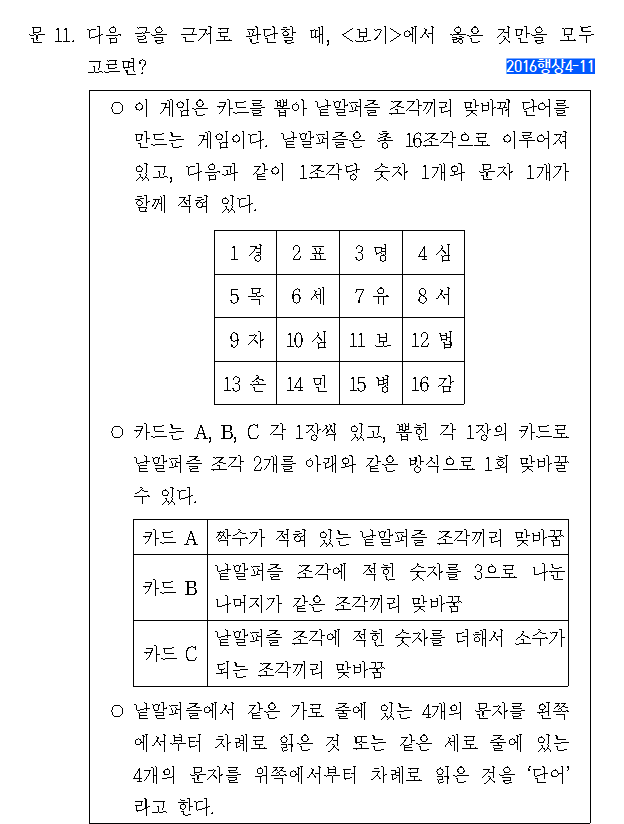 문 11. 다음 글을 근거로 판단할 때, <보기>에서 옳은 것만을 모두
고르면?
2016행상4-11
○ 이 게임은 카드를 뽑아 낱말퍼즐 조각끼리 맞바꿔 단어를
만드는 게임이다. 낱말퍼즐은 총 16조각으로 이루어져
있고, 다음과 같이 1조각당 숫자 1개와 문자 1개가
함께 적혀 있다.
1 경 2 표 3 명 4 심
5 목 6 세 7 유 8 서
9 자 10 심 11 보 12 법
13 손 14 민 15 병 16 감
○ 카드는 A, B, C 각 1장씩 있고, 뽑힌 각 1장의 카드로
낱말퍼즐 조각 2개를 아래와 같은 방식으로 1회 맞바꿀
수 있다.
카드 A 짝수가 적혀 있는 낱말퍼즐 조각끼리 맞바꿈
카드 B 낱말퍼즐 조각에 적힌 숫자를 3으로 나눈
나머지가 같은 조각끼리 맞바꿈
카드 C 낱말퍼즐 조각에 적힌 숫자를 더해서 소수가
되는 조각끼리 맞바꿈
○ 낱말퍼즐에서 같은 가로 줄에 있는 4개의 문자를 왼쪽
에서부터 차례로 읽은 것 또는 같은 세로 줄에 있는
4개의 문자를 위쪽에서부터 차례로 읽은 것을 ‘단어’
라고 한다.